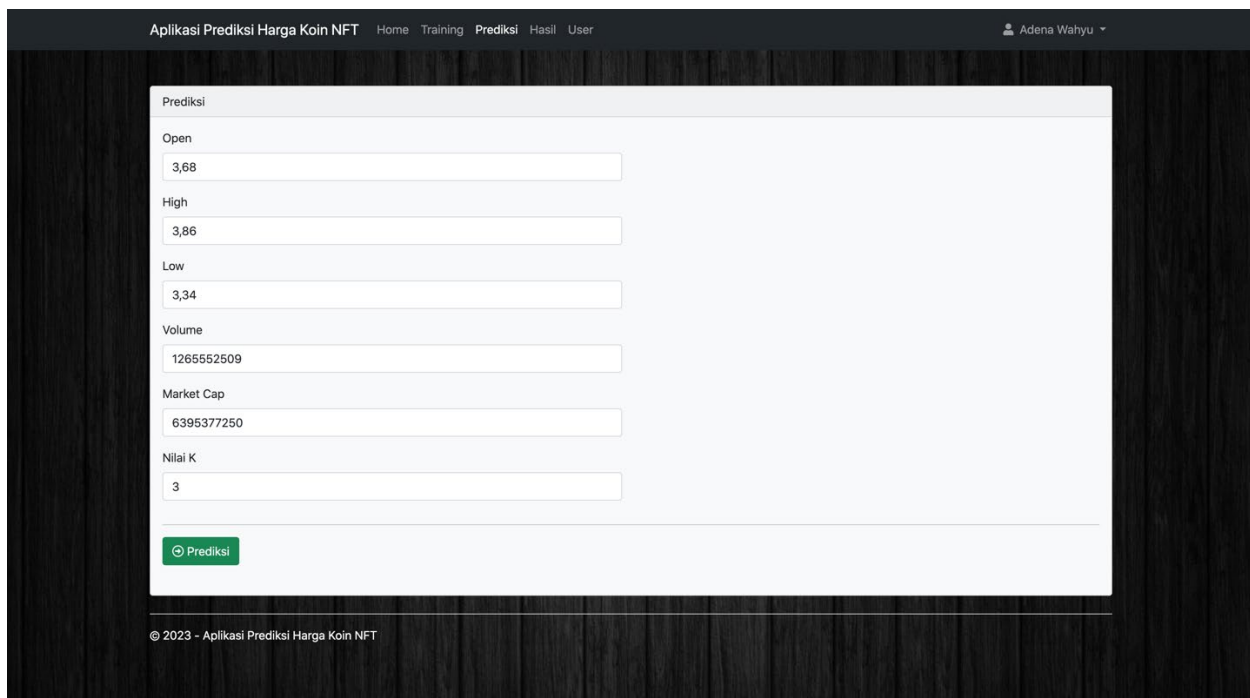 Aplikasi Prediksi Harga Koin NFT Home Training Prediksi Hasil User Adena Wahyu
Prediksi
Open
3,68
High
3,86
Low
3,34
Volume
1265552509
Market Cap
6395377250
Nilai K
3
Prediksi
© 2023 - Aplikasi Prediksi Harga Koin NFT